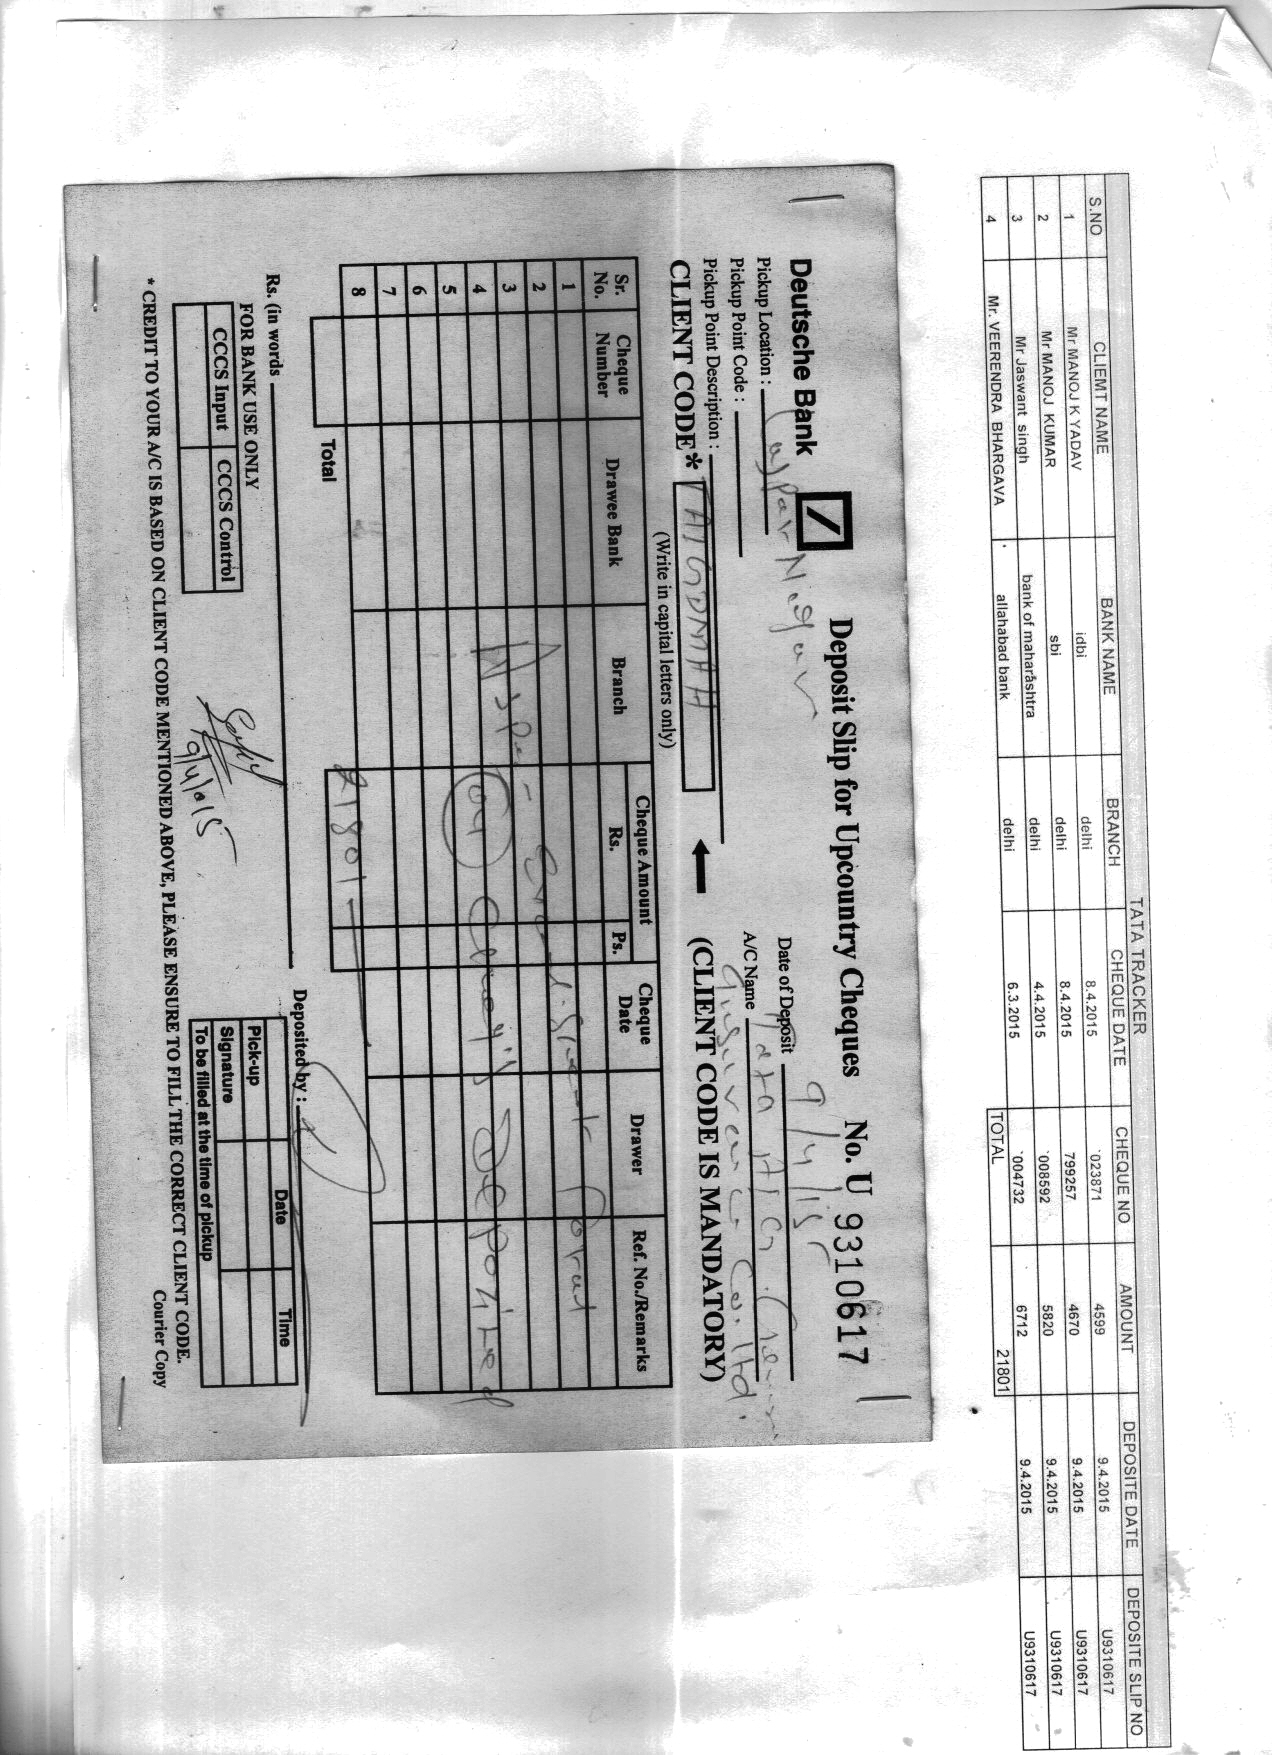 TATA TRACKER
S.NO CLIEMT NAME BANK NAME BRANCH CHEQUE DATE CHEQUE NO AMOUNT DEPOSITE DATE DEPOSITE SLIP NO
1 Mr MANOJ K YADAV idbi delhi 8.4.2015 `023871 4599 9.4.2015 U9310617
2 Mr MANOJ KUMAR sbi delhi 8.4.2015 799257 4670 9.4.2015 U9310617
3 Mr Jaswant singh bank of maharashtra delhi 4.4.2015 `008592 5820 9.4.2015 U9310617
4 Mr. VEERENDRA BHARGAVA allahabad bank delhi 6.3.2015 `004732 6712 9.4.2015 U9310617
TOTAL 21801
Deutsche Bank Deposit Slip for Upcountry Cheques No. U 9310617
Pickup Location : Lajpat Nagar Date of Deposit 9/4/15
Pickup Point Code : A/C Name Tata AIG General
Pickup Point Description : Insurance Co. ltd.
CLIENT CODE* TAIGDMAH (CLIENT CODE IS MANDATORY)
(Write in capital letters only)
Sr. No. Cheque Number Drawee Bank Branch Cheque Amount Rs. Ps. Cheque Date Drawer Ref. No./Remarks
1
2
3 As per
4 04 Cheque's Deposited
5
6
7
8
Total 21801
Rs. (in words Deposited by :
FOR BANK USE ONLY
CCCS Input CCCS Control
9/4/2015
Pick-up Date Time
Signature
To be filled at the time of pickup
* CREDIT TO YOUR A/C IS BASED ON CLIENT CODE MENTIONED ABOVE, PLEASE ENSURE TO FILL THE CORRECT CLIENT CODE.
Courier Copy